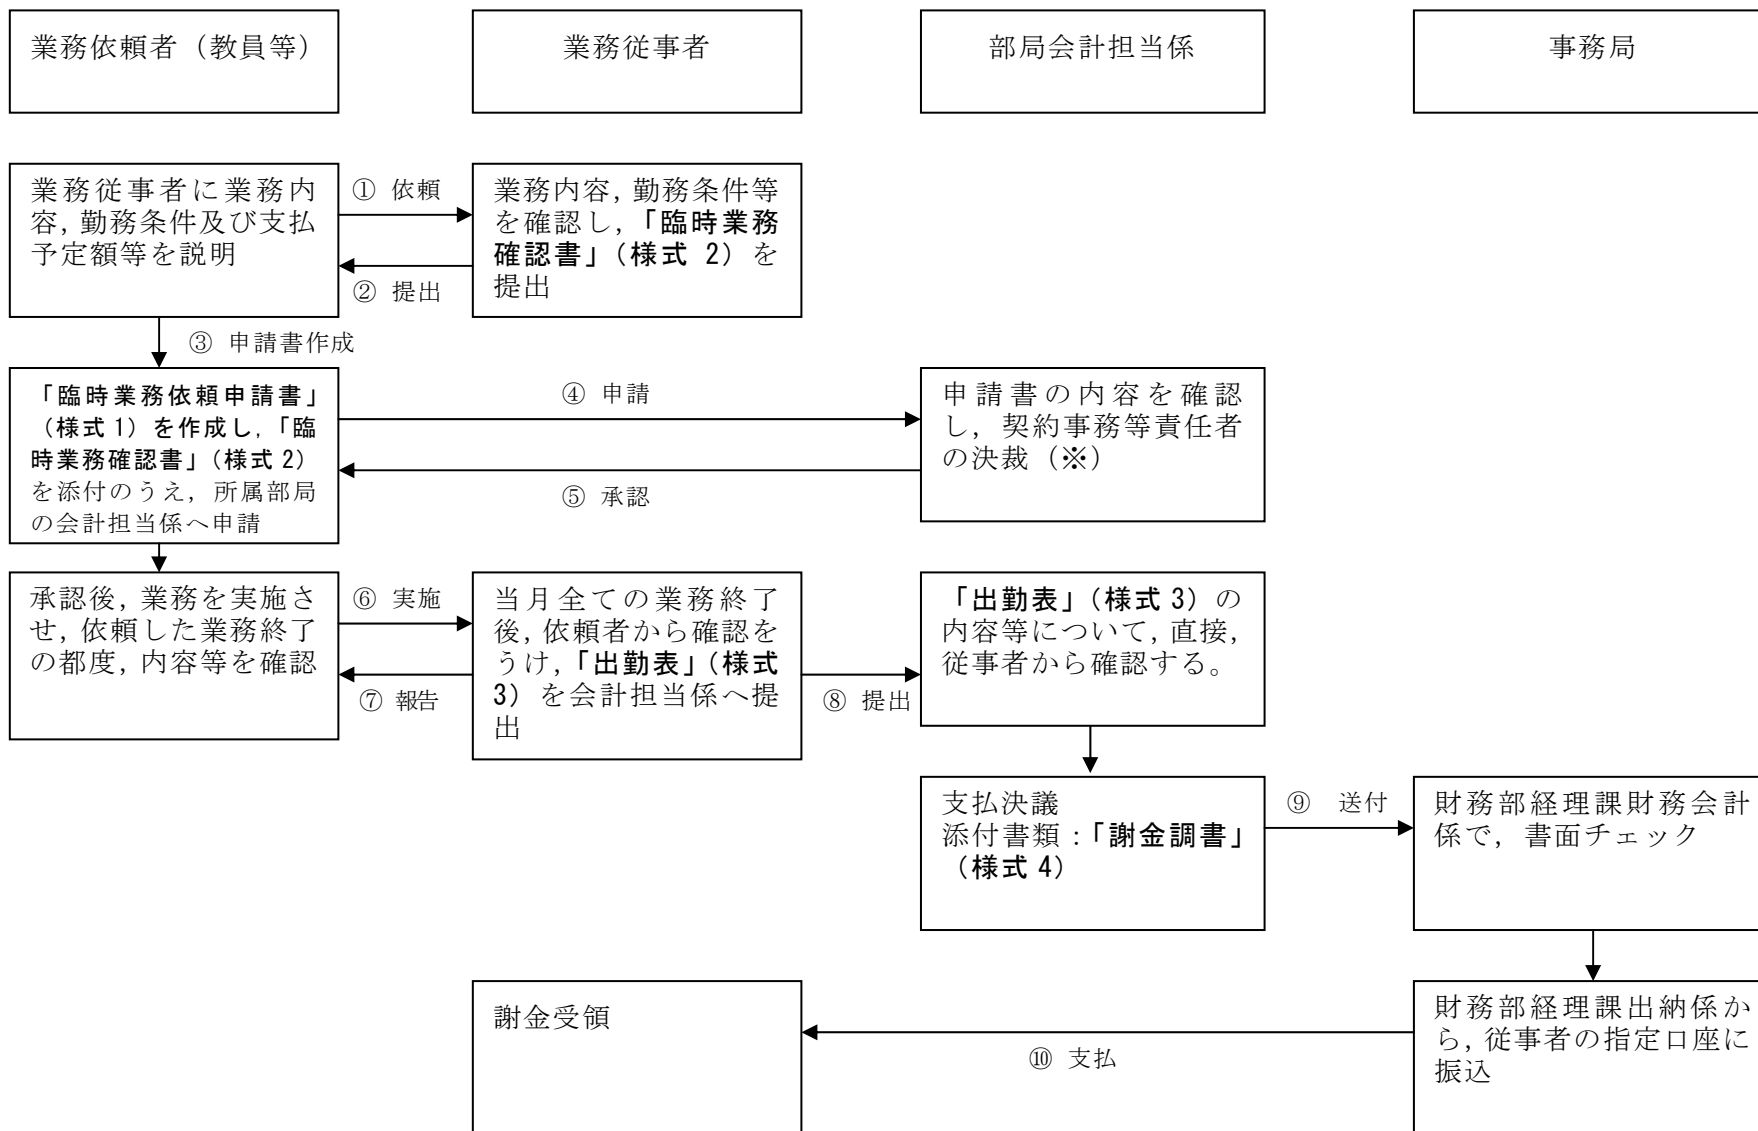 業務依頼者（教員等）
業務従事者
部局会計担当係
事務局
業務従事者に業務内
容，勤務条件及び支払
予定額等を説明
① 依頼
② 提出
業務内容，勤務条件等
を確認し，「臨時業務
確認書」（様式 2）を
提出
③ 申請書作成
「臨時業務依頼申請書」
（様式 1）を作成し，「臨
時業務確認書」（様式 2）
を添付のうえ，所属部局
の会計担当係へ申請
④ 申請
⑤ 承認
申請書の内容を確認
し，契約事務等責任者
の決裁（※）
承認後，業務を実施さ
せ，依頼した業務終了
の都度，内容等を確認
⑥ 実施
⑦ 報告
当月全ての業務終了
後，依頼者から確認を
うけ，「出勤表」（様式
3）を会計担当係へ提
出
⑧ 提出
「出勤表」（様式 3）の
内容等について，直接，
従事者から確認する。
支払決議
添付書類：「謝金調書」
（様式 4）
⑨ 送付
財務部経理課財務会計
係で，書面チェック
謝金受領
⑩ 支払
財務部経理課出納係か
ら，従事者の指定口座に
振込